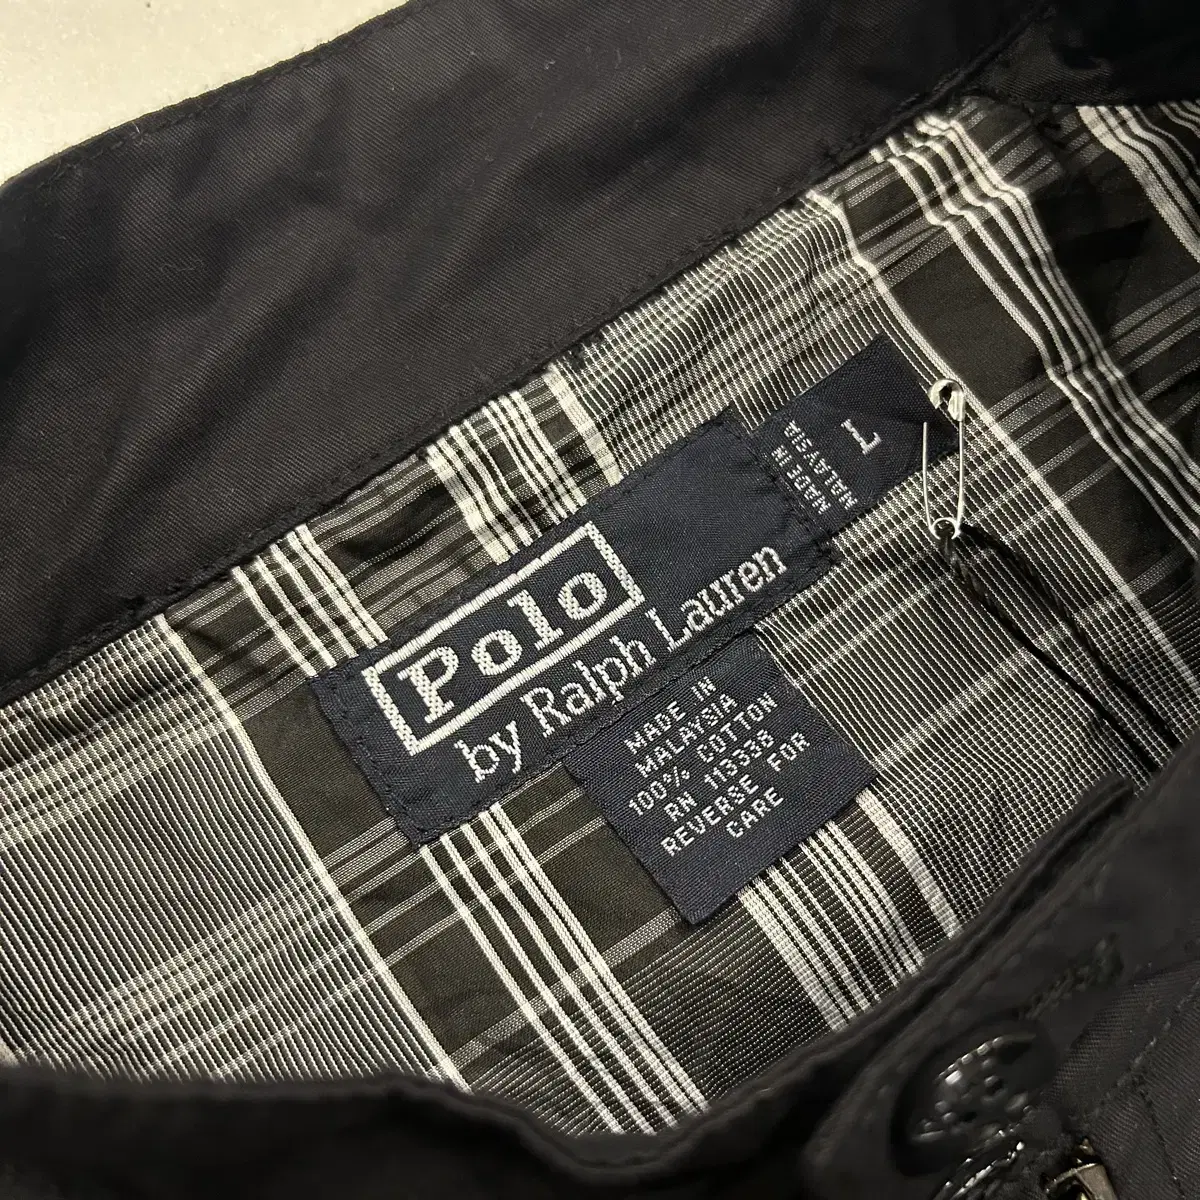 Polo
by Ralph Lauren
MADE IN
MALAYSIA
L
MADE IN
MALAYSIA
100% COTTON
RN 113338
REVERSE FOR
CARE